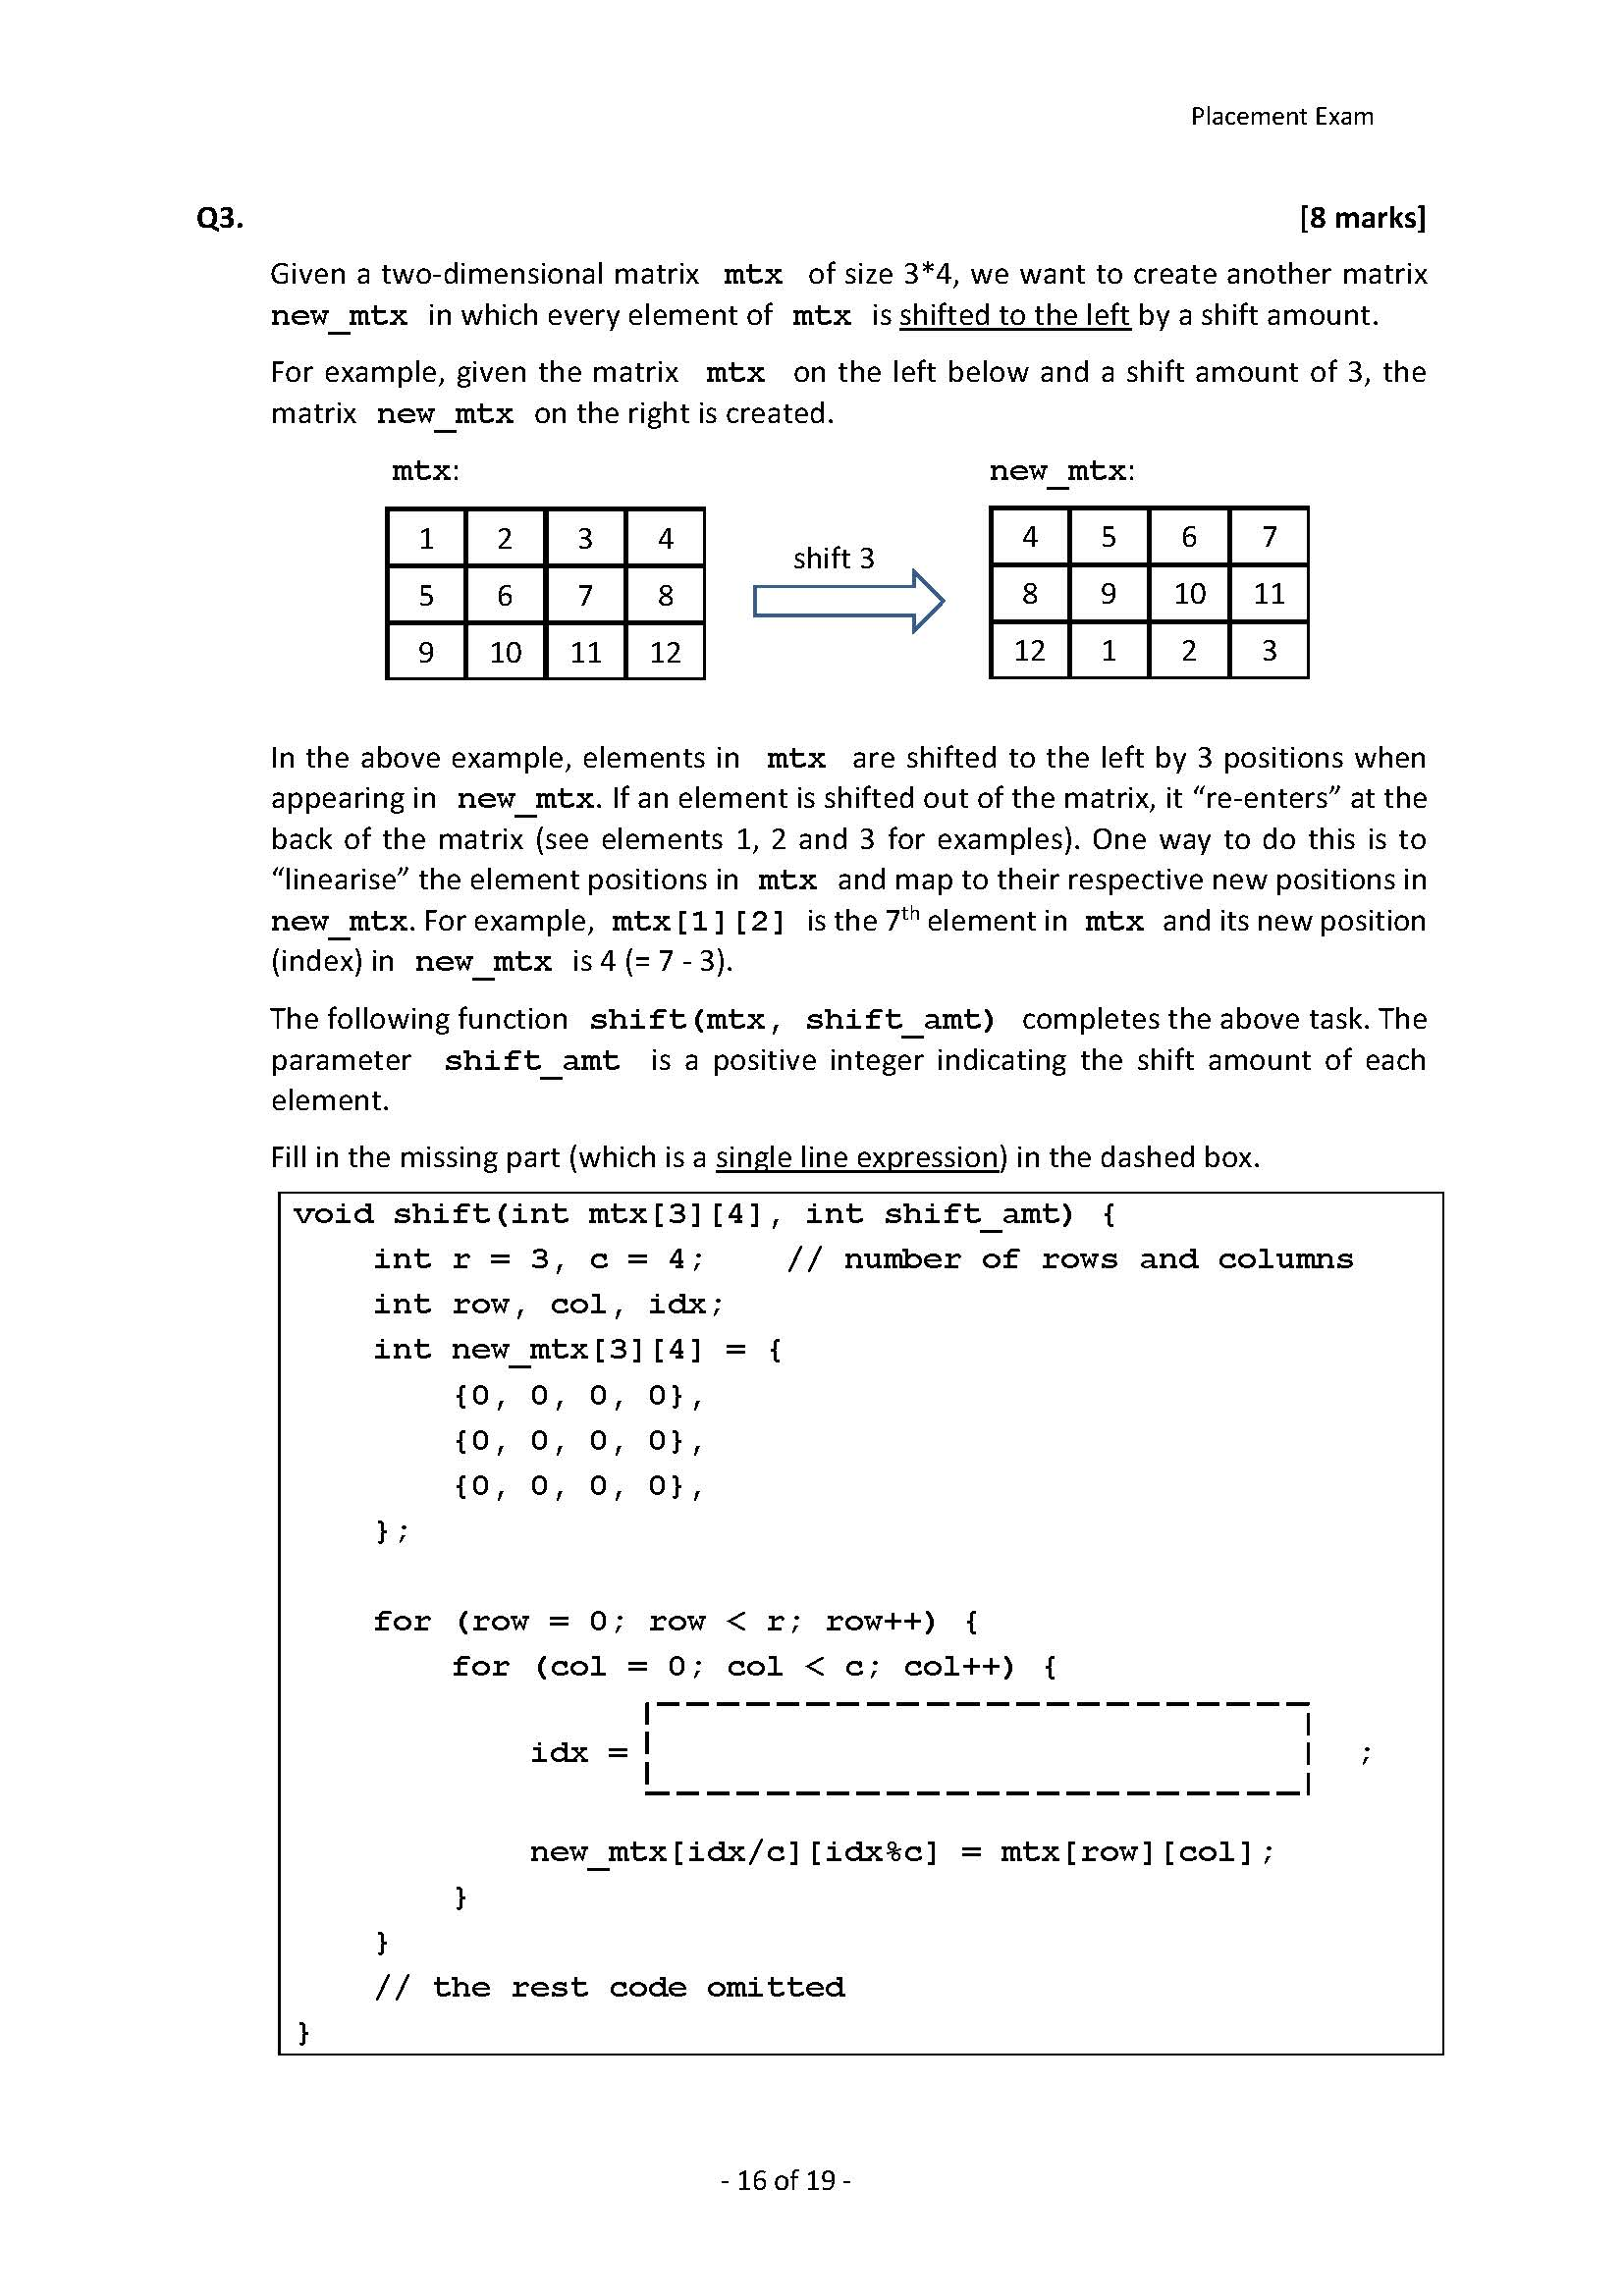 Placement Exam
Q3. [8 marks]
Given a two-dimensional matrix mtx of size 3*4, we want to create another matrix
new_mtx in which every element of mtx is shifted to the left by a shift amount.
For example, given the matrix mtx on the left below and a shift amount of 3, the
matrix new_mtx on the right is created.
mtx: new_mtx:
1 2 3 4 4 5 6 7
shift 3
5 6 7 8 8 9 10 11
9 10 11 12 12 1 2 3
In the above example, elements in mtx are shifted to the left by 3 positions when
appearing in new_mtx. If an element is shifted out of the matrix, it “re-enters” at the
back of the matrix (see elements 1, 2 and 3 for examples). One way to do this is to
“linearise” the element positions in mtx and map to their respective new positions in
new_mtx. For example, mtx[1][2] is the 7th element in mtx and its new position
(index) in new_mtx is 4 (= 7 - 3).
The following function shift(mtx, shift_amt) completes the above task. The
parameter shift_amt is a positive integer indicating the shift amount of each
element.
Fill in the missing part (which is a single line expression) in the dashed box.
void shift(int mtx[3][4], int shift_amt) {
int r = 3, c = 4; // number of rows and columns
int row, col, idx;
int new_mtx[3][4] = {
{0, 0, 0, 0},
{0, 0, 0, 0},
{0, 0, 0, 0},
};
for (row = 0; row < r; row++) {
for (col = 0; col < c; col++) {
idx = ;
new_mtx[idx/c][idx%c] = mtx[row][col];
}
}
// the rest code omitted
}
- 16 of 19 -